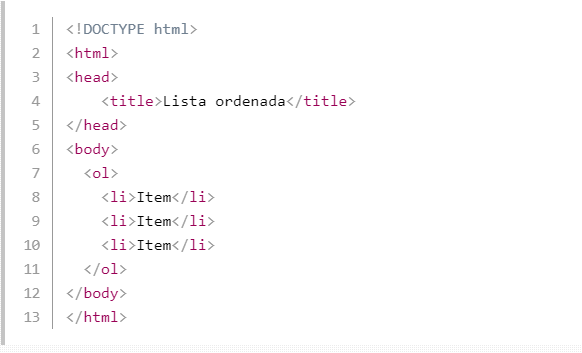 1 <!DOCTYPE html>
2 <html>
3 <head>
4     <title>Lista ordenada</title>
5 </head>
6 <body>
7   <ol>
8     <li>Item</li>
9     <li>Item</li>
10     <li>Item</li>
11   </ol>
12 </body>
13 </html>